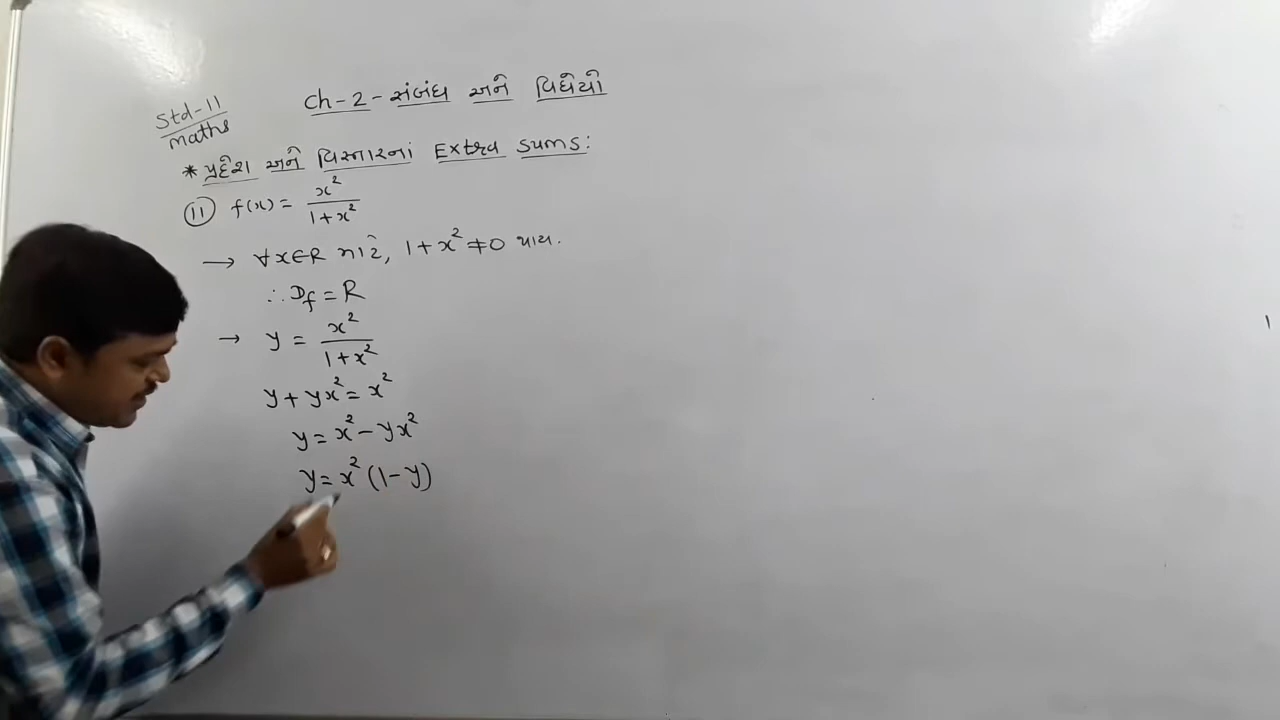 Std-11
maths
Ch-2-સંબંધ અને વિધેયો
* પ્રદેશ અને વિસ્તારનાં Extra sums:
(11) f(x) = x²/(1+x²)
→ ∀x∈R માટે, 1+x² ≠ 0 થાય.
∴ Df = R
→ y = x²/(1+x²)
y + yx² = x²
y = x² - yx²
y = x² (1-y)